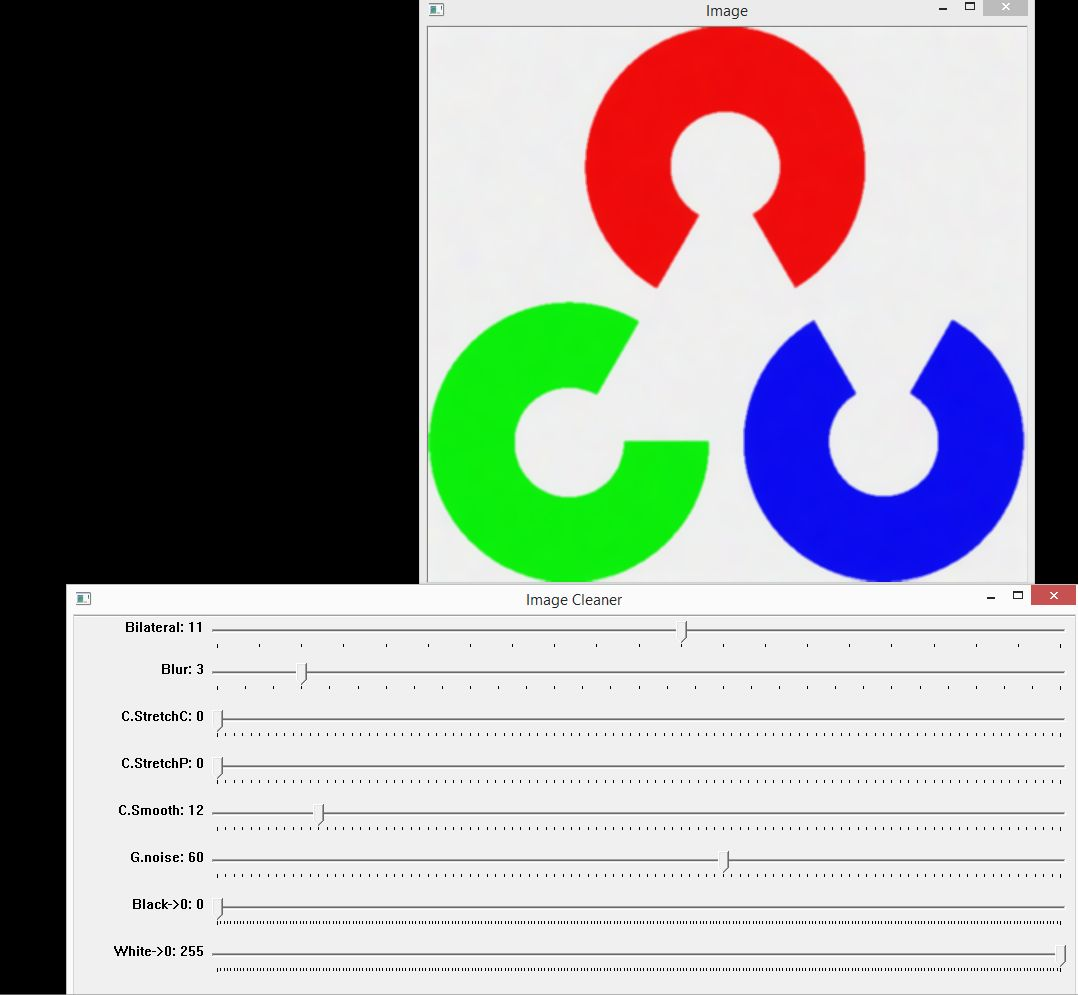 Image
Image Cleaner
Bilateral: 11
Blur: 3
C.StretchC: 0
C.StretchP: 0
C.Smooth: 12
G.noise: 60
Black->0: 0
White->0: 255